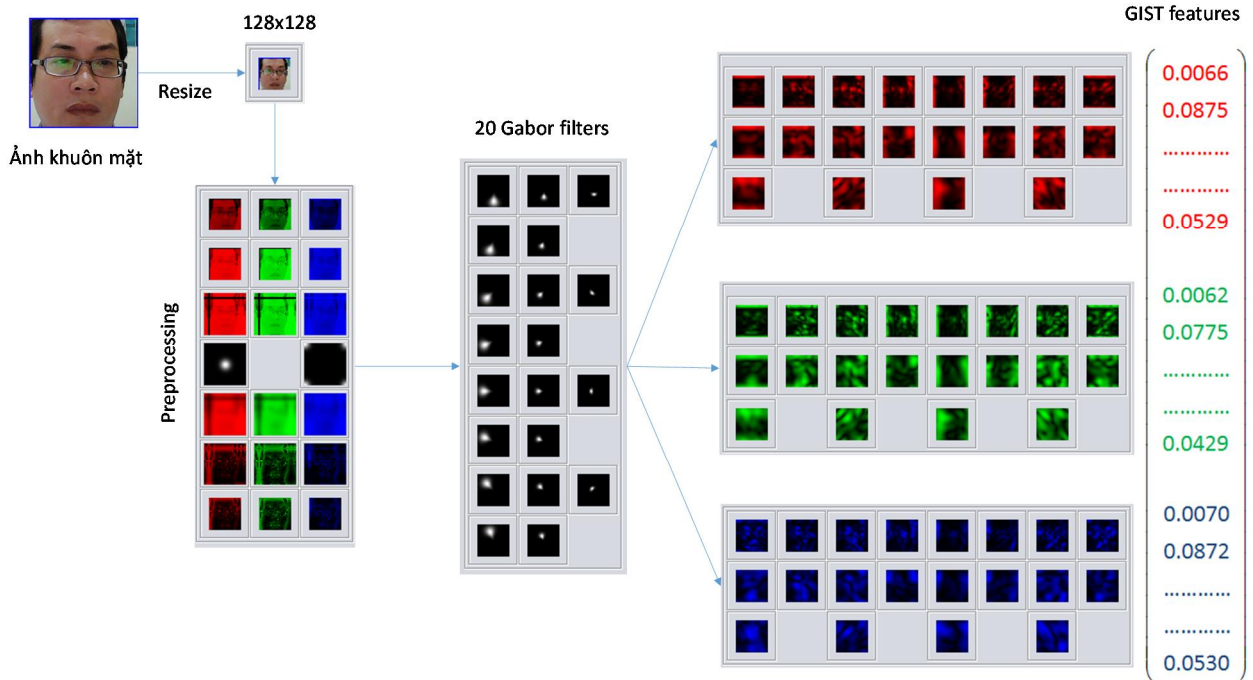 GIST features
128x128
Resize
Ảnh khuôn mặt
Preprocessing
20 Gabor filters
0.0066
0.0875
…………
…………
0.0529
0.0062
0.0775
…………
…………
0.0429
0.0070
0.0872
…………
…………
0.0530